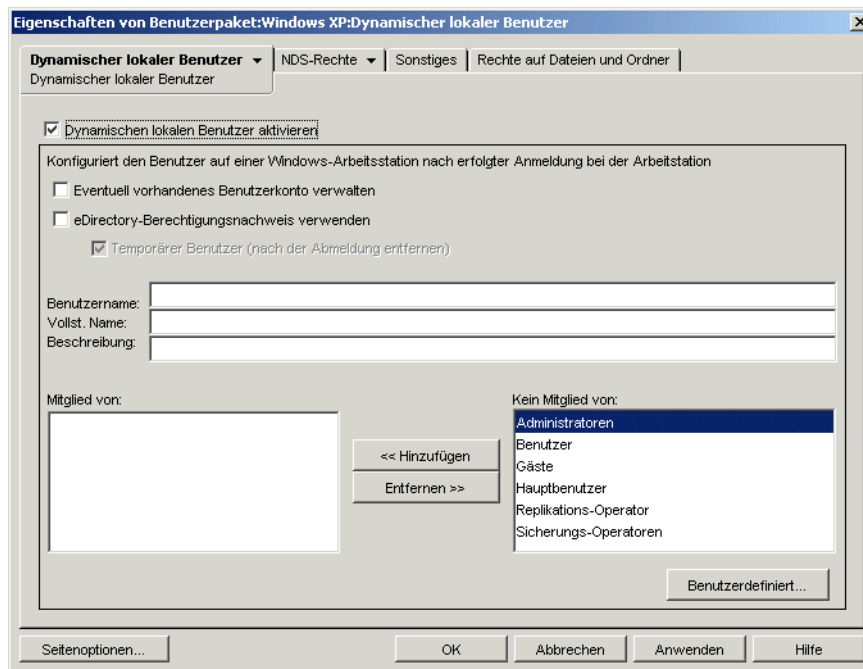 Eigenschaften von Benutzerpaket:Windows XP:Dynamischer lokaler Benutzer
Dynamischer lokaler Benutzer
NDS-Rechte
Sonstiges
Rechte auf Dateien und Ordner
Dynamischer lokaler Benutzer
Dynamischen lokalen Benutzer aktivieren
Konfiguriert den Benutzer auf einer Windows-Arbeitsstation nach erfolgter Anmeldung bei der Arbeitstation
Eventuell vorhandenes Benutzerkonto verwalten
eDirectory-Berechtigungsnachweis verwenden
Temporärer Benutzer (nach der Abmeldung entfernen)
Benutzername:
Vollst. Name:
Beschreibung:
Mitglied von:
Kein Mitglied von:
Administratoren
Benutzer
Gäste
Hauptbenutzer
Replikations-Operator
Sicherungs-Operatoren
<< Hinzufügen
Entfernen >>
Benutzerdefiniert...
Seitenoptionen...
OK
Abbrechen
Anwenden
Hilfe